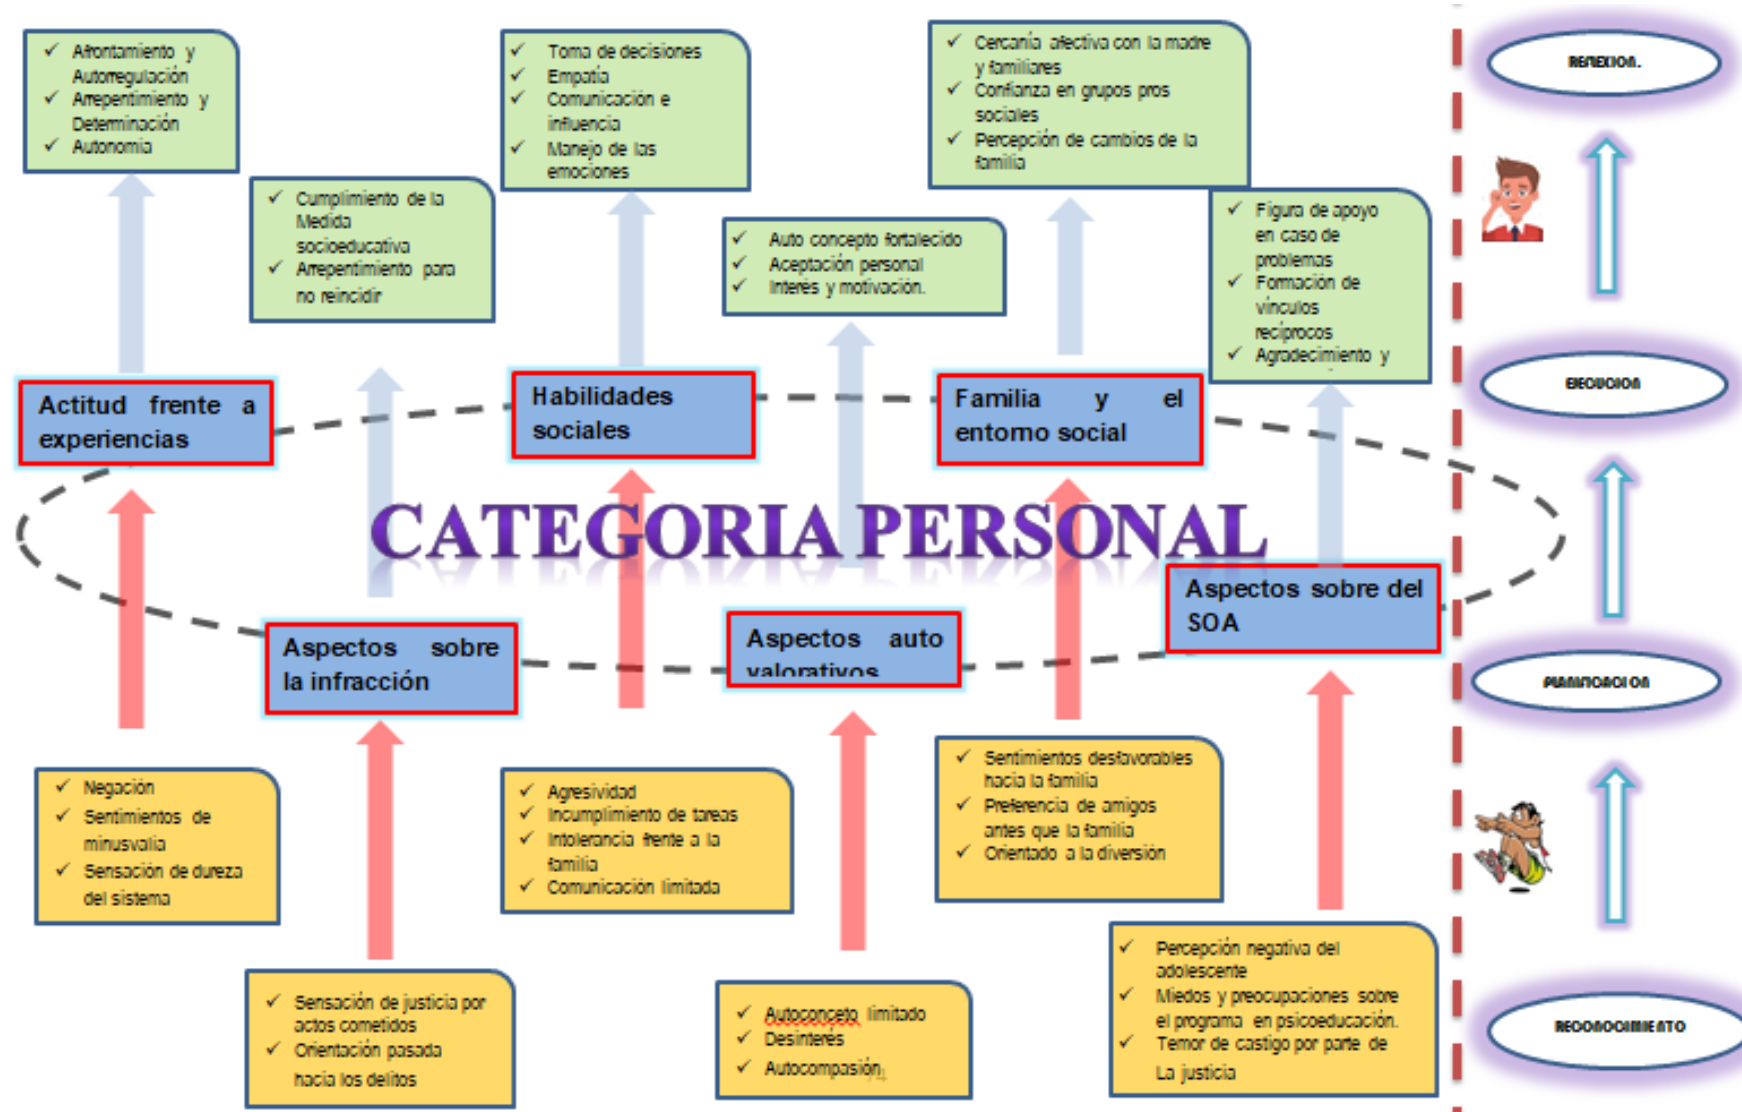 Afrontamiento y
Autorregulación
Arrepentimiento y
Determinación
Autonomia
Cumplimiento de la
Medida
socioeducativa
Arrepentimiento para
no reincidir
Toma de decisiones
Empatía
Comunicación e
influencia
Manejo de las
emociones
Auto concepto fortalecido
Aceptación personal
Interés y motivación.
Cercanía afectiva con la madre
y familiares
Confianza en grupos pros
sociales
Percepción de cambios de la
familia
Figura de apoyo
en caso de
problemas
Formación de
vínculos
recíprocos
Agradecimiento y
Actitud frente a
experiencias
Habilidades
sociales
Familia y el
entorno social
CATEGORIA PERSONAL
Aspectos sobre
la infracción
Aspectos auto
valorativos
Aspectos sobre del
SOA
Negación
Sentimientos de
minusvalia
Sensación de dureza
del sistema
Sensación de justicia por
actos cometidos
Orientación pasada
hacia los delitos
Agresividad
Incumplimiento de tareas
Intolerancia frente a la
familia
Comunicación limitada
Autoconceto limitado
Desinterés
Autocompasión
Sentimientos desfavorables
hacia la familia
Preferencia de amigos
antes que la familia
Orientado a la diversión
Percepción negativa del
adolescente
Miedos y preocupaciones sobre
el programa en psicoeducación.
Temor de castigo por parte de
La justicia
REFLEXION.
EJECUCION
PLANIFICACION
RECONOCIMIENTO